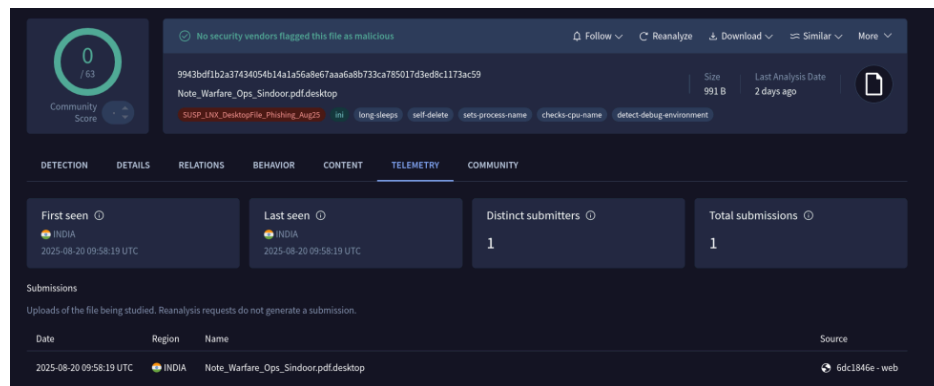 0
/ 63
Community
Score
No security vendors flagged this file as malicious
Follow
Reanalyze
Download
Similar
More
9943bdf1b2a37434054b14a1a56a8e67aaa6a8b733ca785017d3ed8c1173ac59
Note_Warfare_Ops_Sindoor.pdf.desktop
Size
991 B
Last Analysis Date
2 days ago
SUSP_LNX_DesktopFile_Phishing_Aug25 ini long-sleeps self-delete sets-process-name checks-cpu-name detect-debug-environment
DETECTION DETAILS RELATIONS BEHAVIOR CONTENT TELEMETRY COMMUNITY
First seen
INDIA
2025-08-20 09:58:19 UTC
Last seen
INDIA
2025-08-20 09:58:19 UTC
Distinct submitters
1
Total submissions
1
Submissions
Uploads of the file being studied. Reanalysis requests do not generate a submission.
Date Region Name Source
2025-08-20 09:58:19 UTC INDIA Note_Warfare_Ops_Sindoor.pdf.desktop 6dc1846e - web